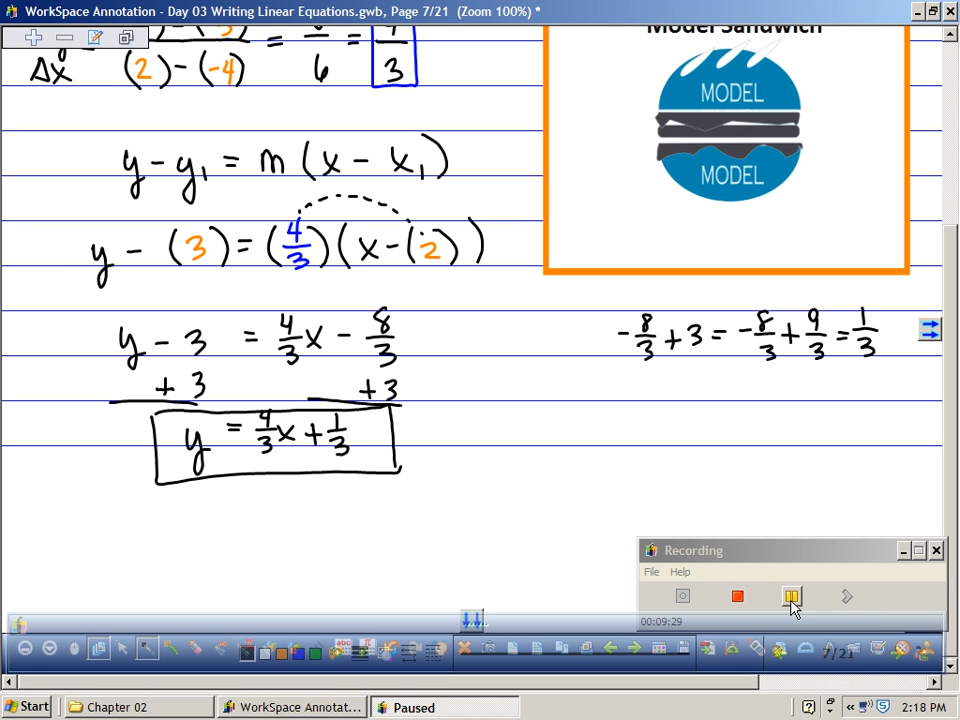 WorkSpace Annotation - Day 03 Writing Linear Equations.gwb, Page 7/21 (Zoom 100%) *
Model Sandwich
Δx (2) - (-4) = 6 = 3
MODEL
MODEL
y - y₁ = m (x - x₁)
y - (3) = (4/3)(x - (2))
y - 3 = 4/3 x - 8/3
-8/3 + 3 = -8/3 + 9/3 = 1/3
+ 3 +3
y = 4/3 x + 1/3
Recording
File Help
00:09:29
7/21
Start Chapter 02 WorkSpace Annotat... Paused 2:18 PM